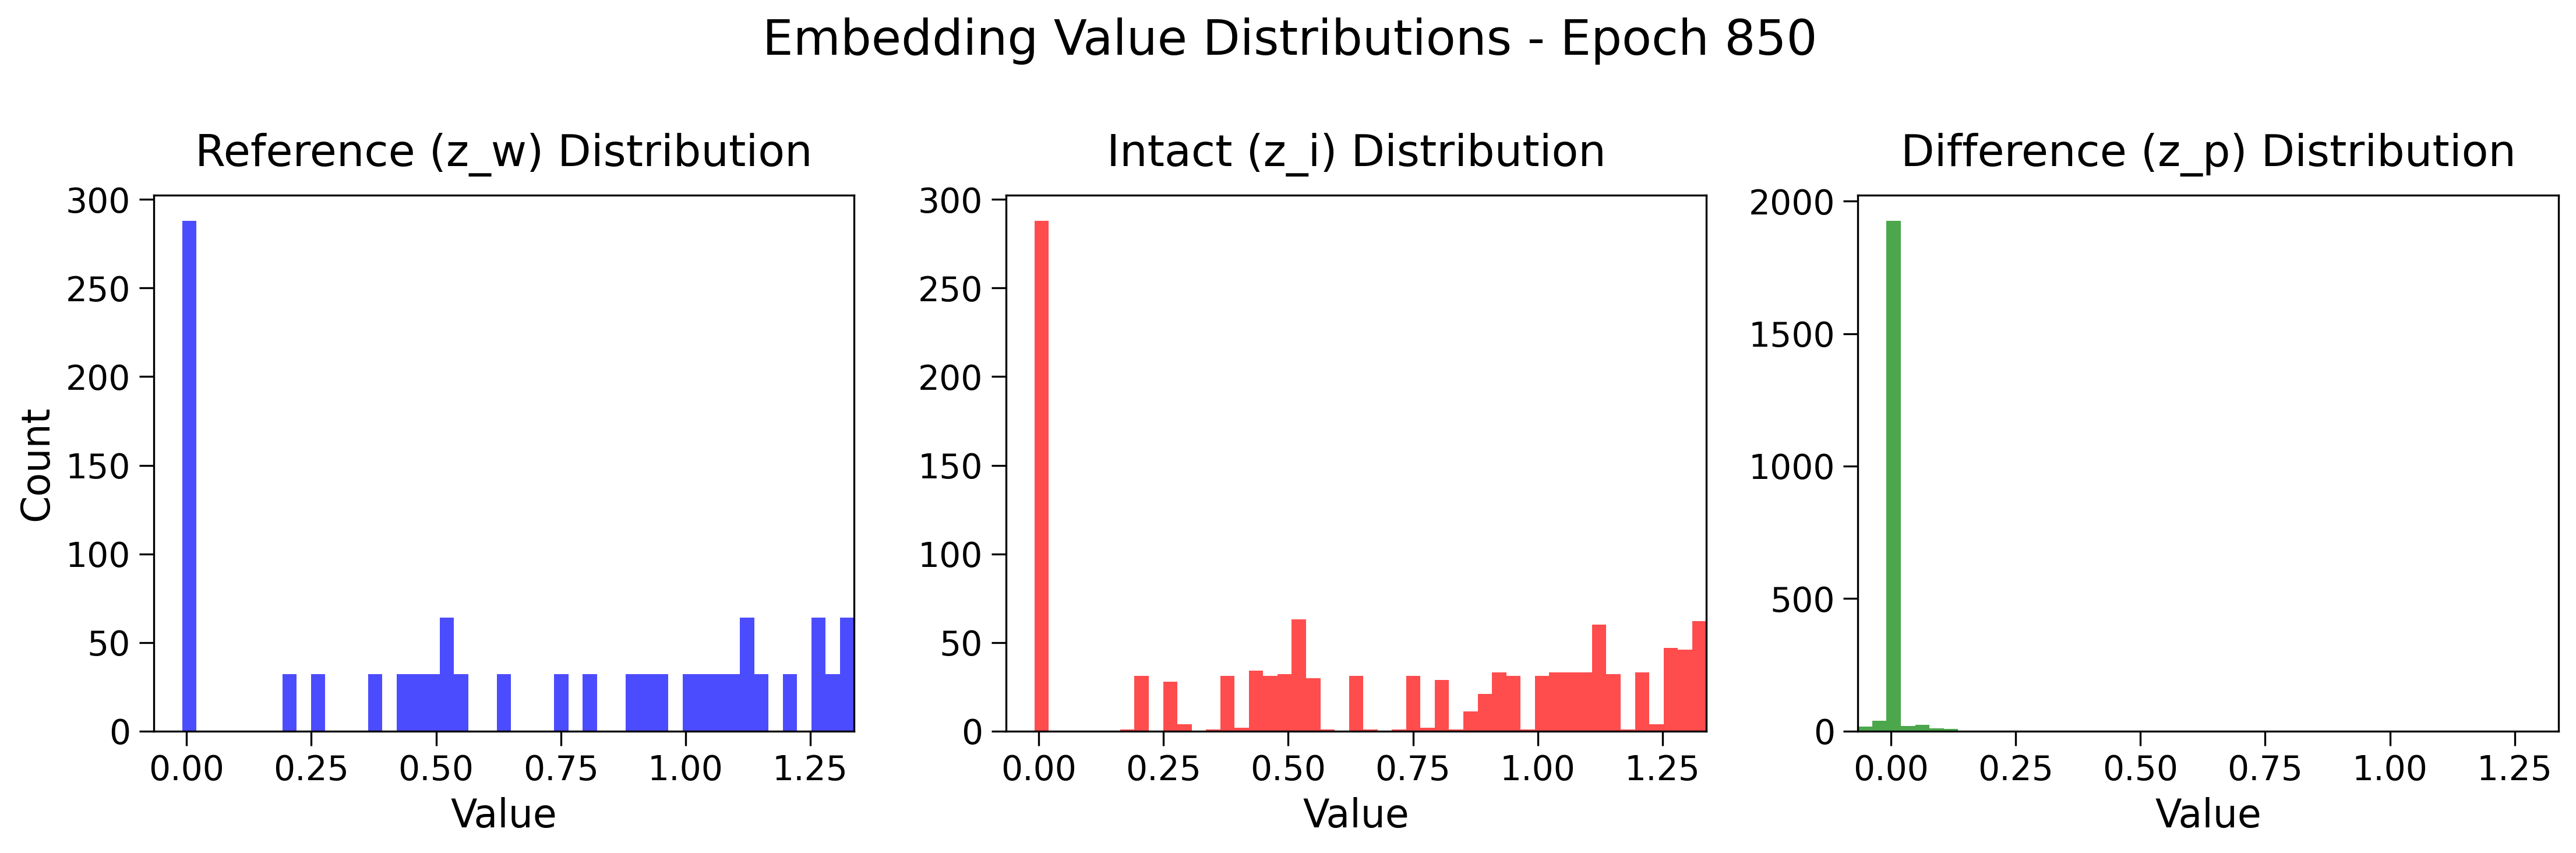 Embedding Value Distributions - Epoch 850
Reference (z_w) Distribution
Intact (z_i) Distribution
Difference (z_p) Distribution
Count
300
250
200
150
100
50
0
0.00 0.25 0.50 0.75 1.00 1.25
Value
300
250
200
150
100
50
0
0.00 0.25 0.50 0.75 1.00 1.25
Value
2000
1500
1000
500
0
0.00 0.25 0.50 0.75 1.00 1.25
Value